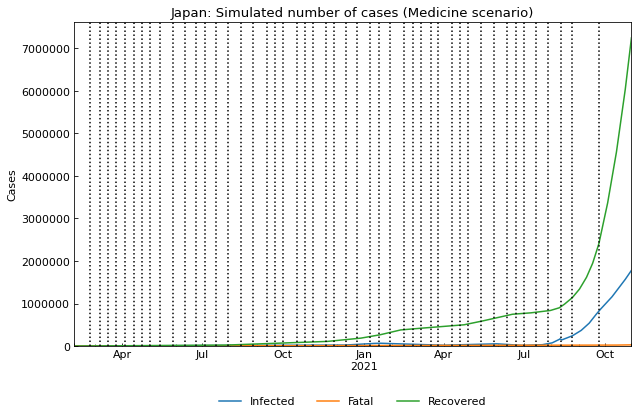 Japan: Simulated number of cases (Medicine scenario)
7000000
6000000
5000000
4000000
3000000
2000000
1000000
0
Cases
Apr Jul Oct Jan Apr Jul Oct
2021
Infected Fatal Recovered